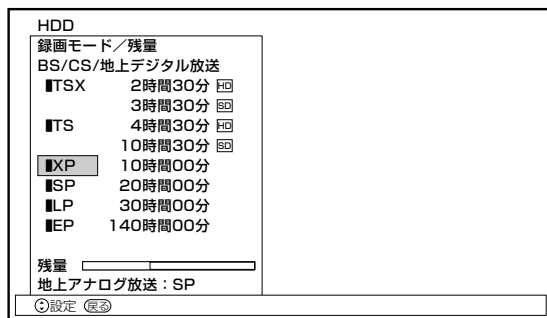 HDD
録画モード／残量
BS/CS/地上デジタル放送
TSX 2時間30分 HD
3時間30分 SD
TS 4時間30分 HD
10時間30分 SD
XP 10時間00分
SP 20時間00分
LP 30時間00分
EP 140時間00分
残量
地上アナログ放送：SP
設定 戻る